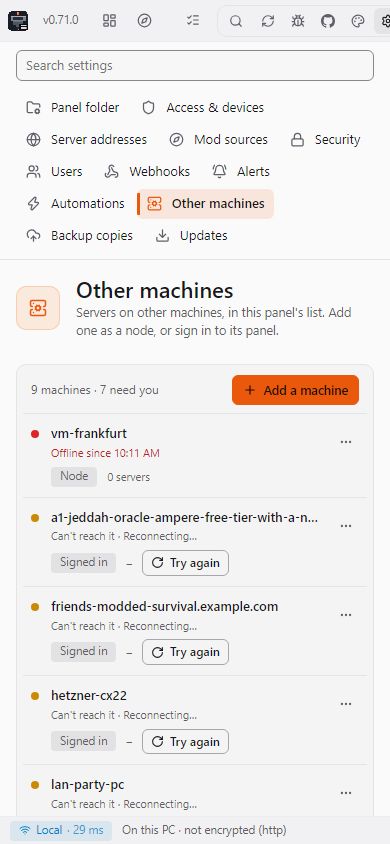 v0.71.0
Search settings
Panel folder
Access & devices
Server addresses
Mod sources
Security
Users
Webhooks
Alerts
Automations
Other machines
Backup copies
Updates
Other machines
Servers on other machines, in this panel's list. Add
one as a node, or sign in to its panel.
9 machines · 7 need you
+ Add a machine
vm-frankfurt
Offline since 10:11 AM
Node
0 servers
a1-jeddah-oracle-ampere-free-tier-with-a-n...
Can't reach it · Reconnecting...
Signed in
–
Try again
friends-modded-survival.example.com
Can't reach it · Reconnecting...
Signed in
–
Try again
hetzner-cx22
Can't reach it · Reconnecting...
Signed in
–
Try again
lan-party-pc
Can't reach it · Reconnecting...
Local · 29 ms
On this PC · not encrypted (http)